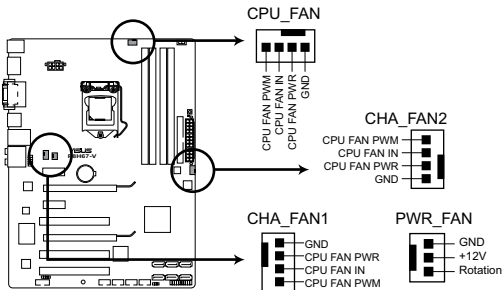 CPU_FAN
CPU FAN PWM
CPU FAN IN
CPU FAN PWR
GND
CHA_FAN2
CPU FAN PWM
CPU FAN IN
CPU FAN PWR
GND
P8H67-V
CHA_FAN1
GND
CPU FAN PWR
CPU FAN IN
CPU FAN PWM
PWR_FAN
GND
+12V
Rotation